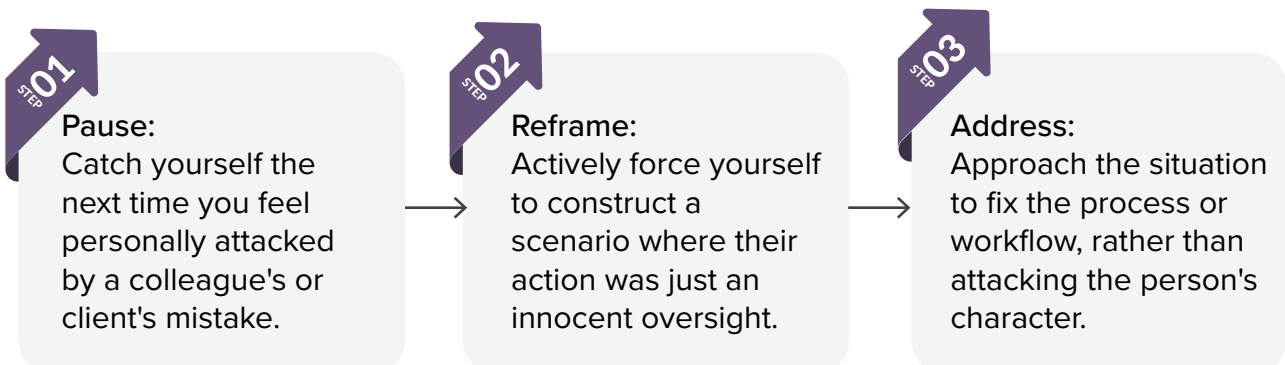 STEP 01
Pause:
Catch yourself the
next time you feel
personally attacked
by a colleague's or
client's mistake.
STEP 02
Reframe:
Actively force yourself
to construct a
scenario where their
action was just an
innocent oversight.
STEP 03
Address:
Approach the situation
to fix the process or
workflow, rather than
attacking the person's
character.